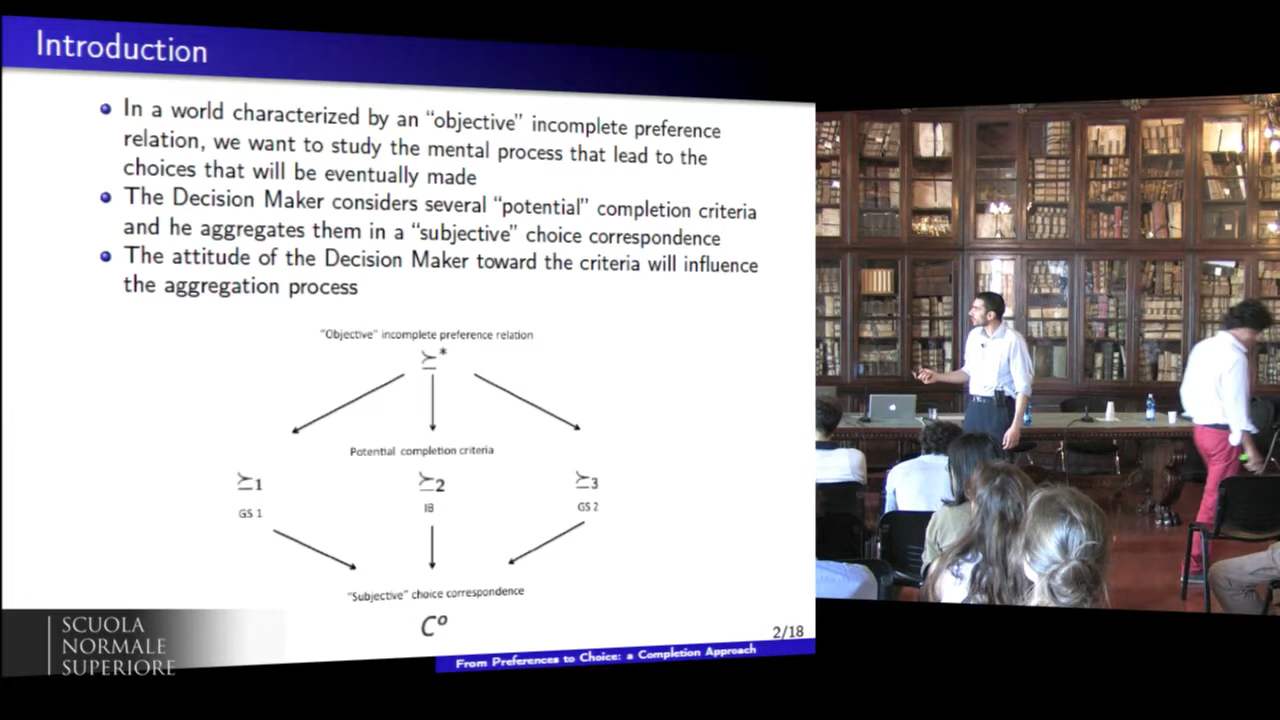 Introduction
In a world characterized by an “objective” incomplete preference
relation, we want to study the mental process that lead to the
choices that will be eventually made
The Decision Maker considers several “potential” completion criteria
and he aggregates them in a “subjective” choice correspondence
The attitude of the Decision Maker toward the criteria will influence
the aggregation process
“Objective” incomplete preference relation
≽*
Potential completion criteria
≽1 ≽2 ≽3
GS 1 IB GS 2
“Subjective” choice correspondence
Cº
2/18
From Preferences to Choice: a Completion Approach
SCUOLA
NORMALE
SUPERIORE